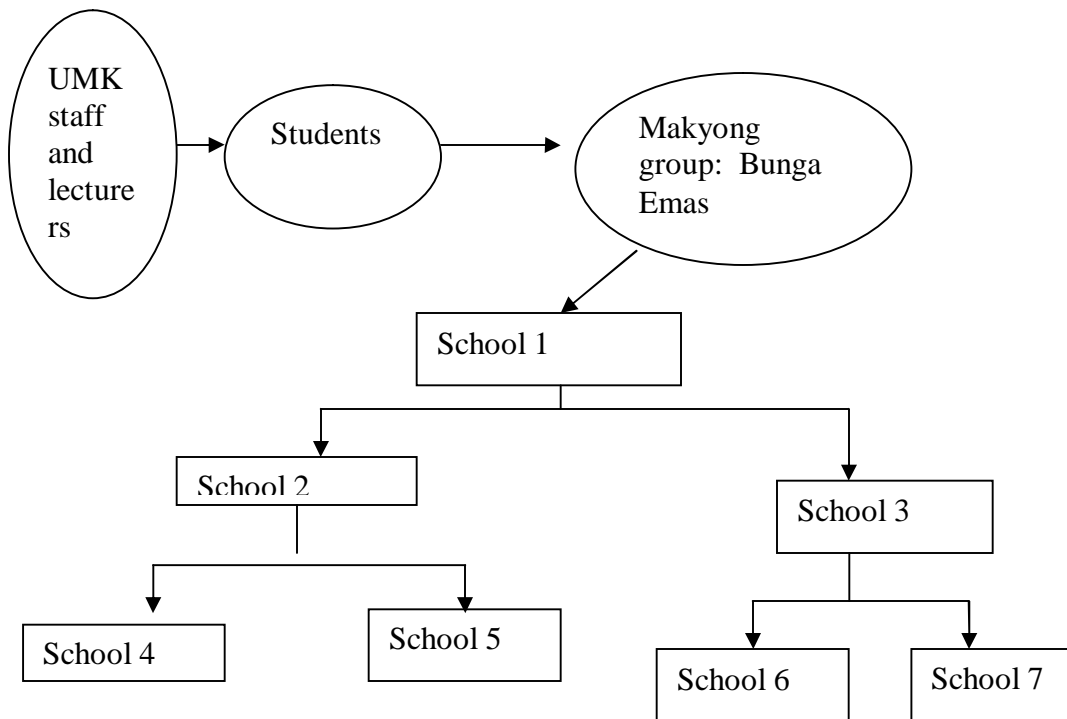 UMK
staff
and
lecture
rs
Students
Makyong
group: Bunga
Emas
School 1
School 2
School 3
School 4
School 5
School 6
School 7